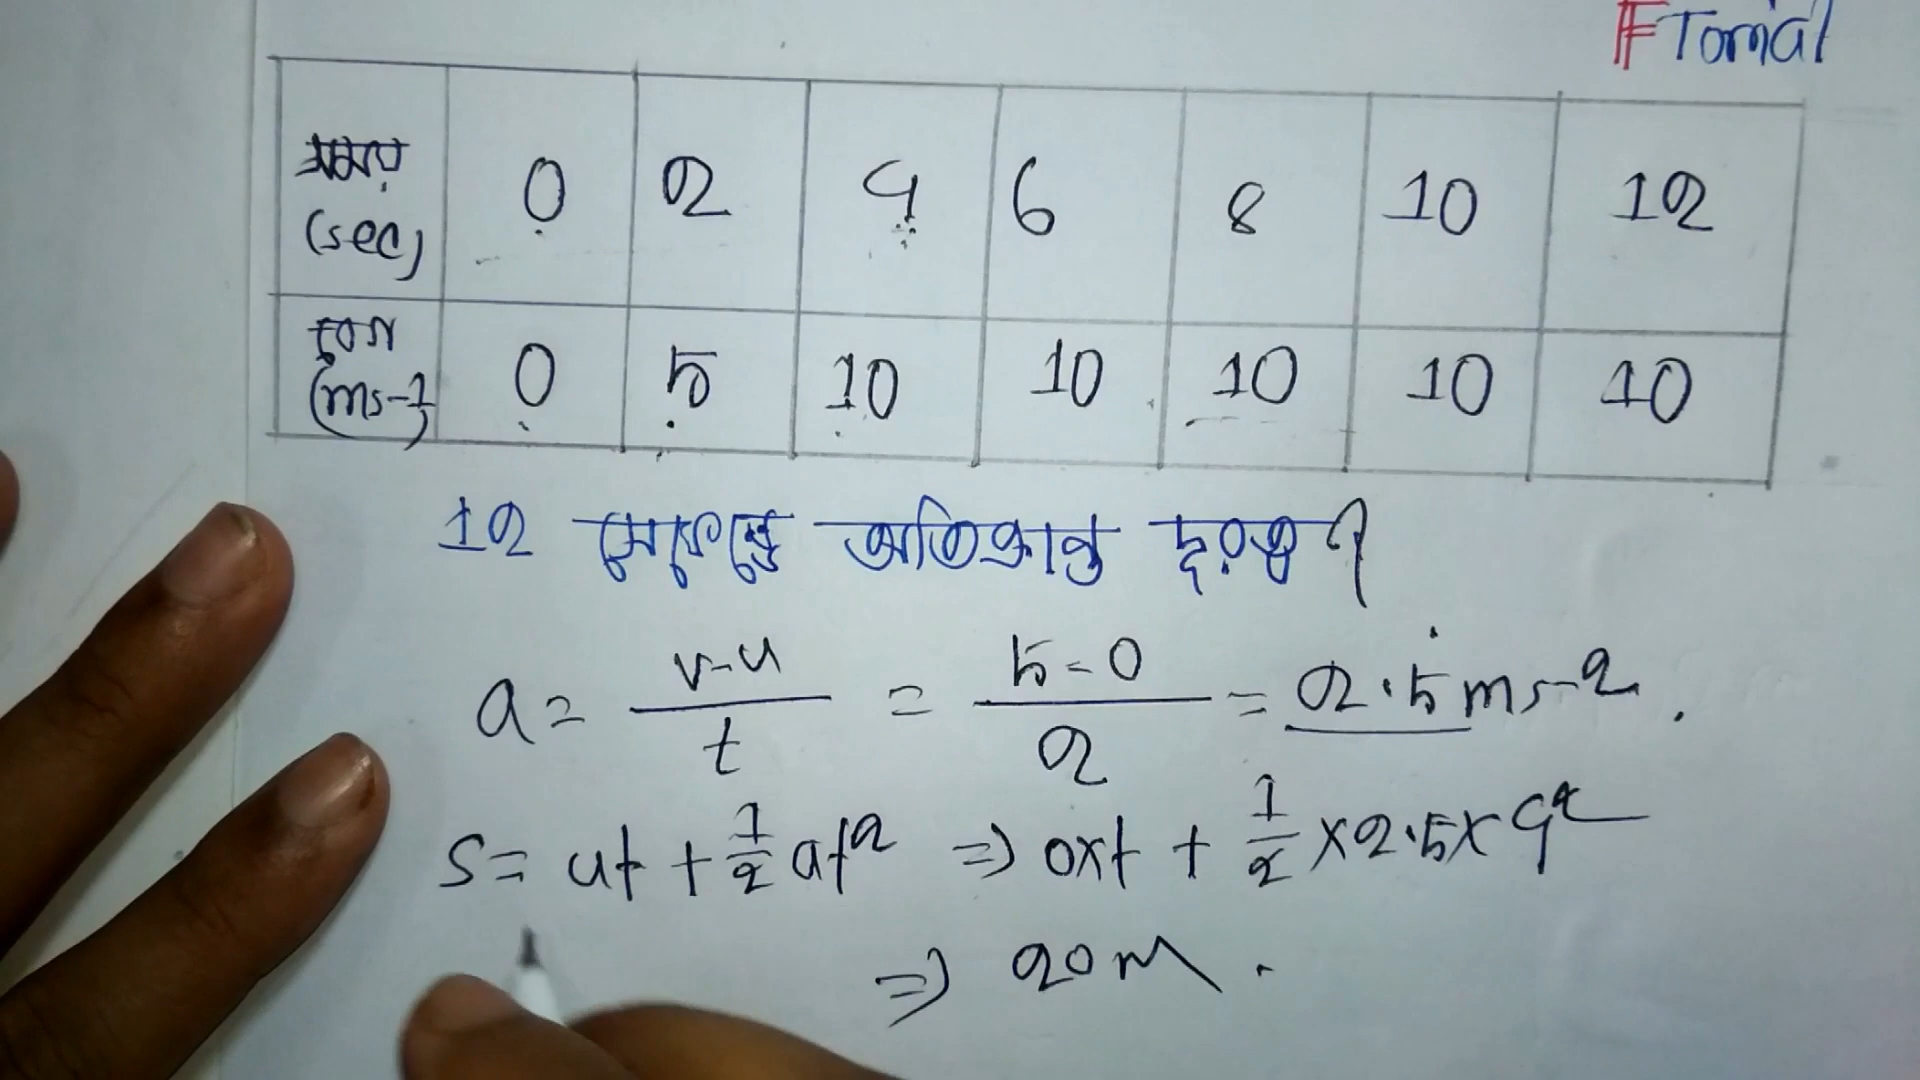 FTomal
সময় (sec) 0 2 4 6 8 10 12
বেগ (ms-1) 0 5 10 10 10 10 10
12 সেকেন্ডে অতিক্রান্ত দূরত্ব?
a = v-u/t = 5-0/2 = 2.5 ms-2.
S = ut + 1/2 at2 ⇒ 0xt + 1/2 x 2.5 x 42
⇒ 20m.